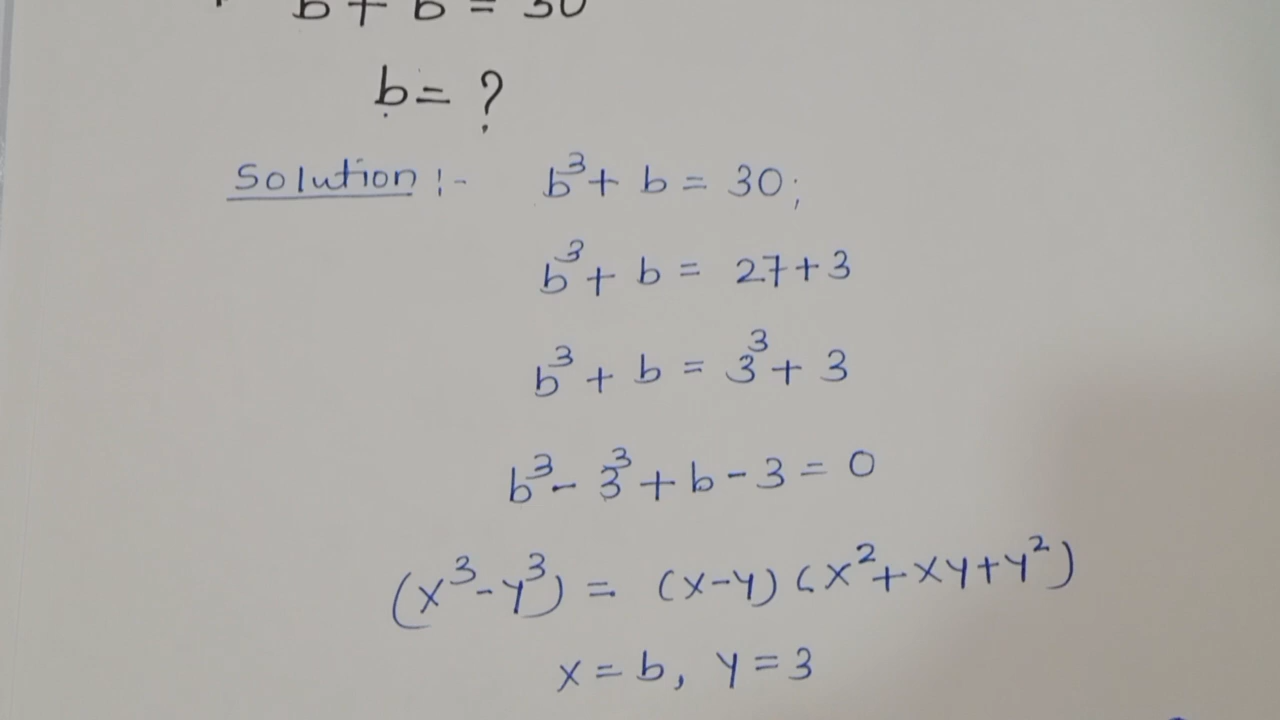 b + b = 30
b = ?
Solution :- b³ + b = 30;
b³ + b = 27 + 3
b³ + b = 3³ + 3
b³ - 3³ + b - 3 = 0
(x³ - y³) = (x-y) (x² + xy + y²)
x = b, y = 3